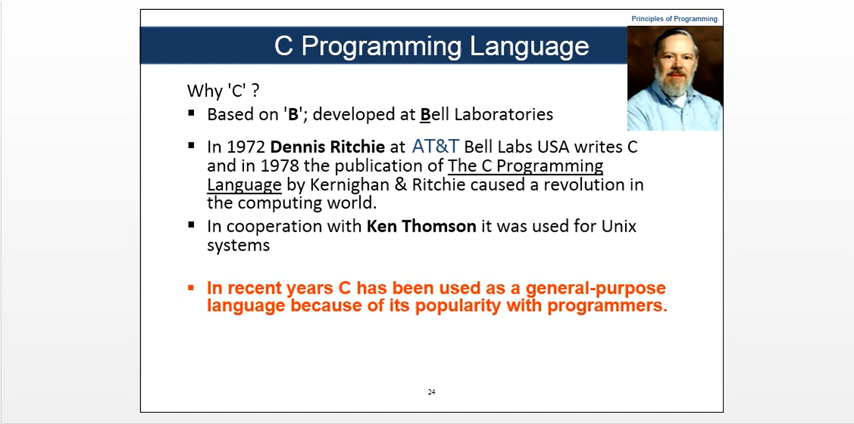 Principles of Programming
C Programming Language
Why 'C' ?
▪ Based on 'B'; developed at Bell Laboratories
▪ In 1972 Dennis Ritchie at AT&T Bell Labs USA writes C
and in 1978 the publication of The C Programming
Language by Kernighan & Ritchie caused a revolution in
the computing world.
▪ In cooperation with Ken Thomson it was used for Unix
systems
▪ In recent years C has been used as a general-purpose
language because of its popularity with programmers.
24